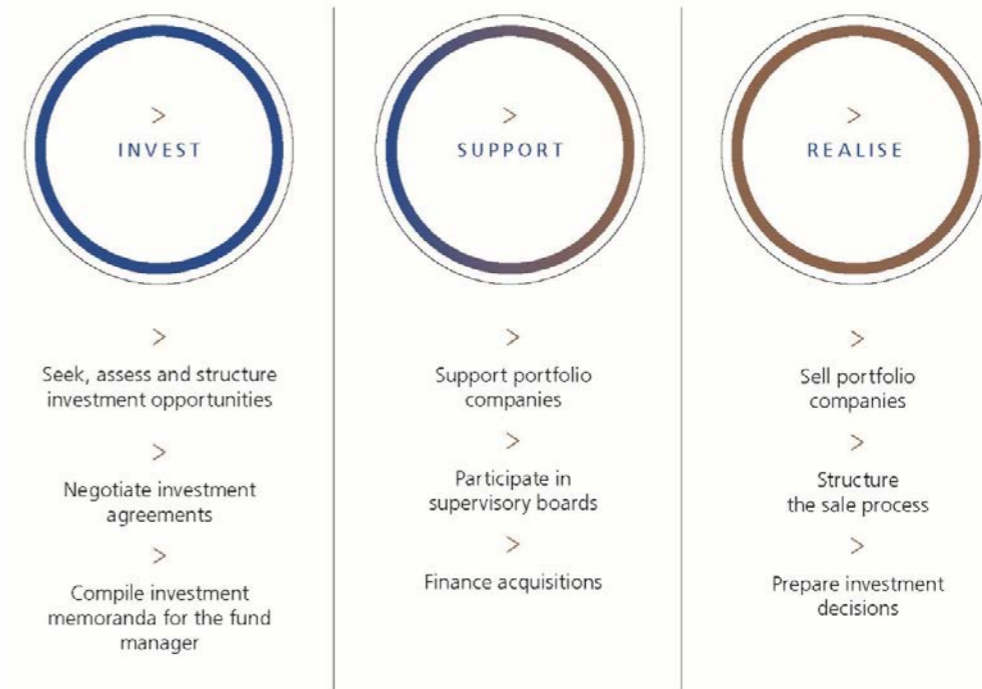 >
INVEST
>
Seek, assess and structure
investment opportunities
>
Negotiate investment
agreements
>
Compile investment
memoranda for the fund
manager
>
SUPPORT
>
Support portfolio
companies
>
Participate in
supervisory boards
>
Finance acquisitions
>
REALISE
>
Sell portfolio
companies
>
Structure
the sale process
>
Prepare investment
decisions